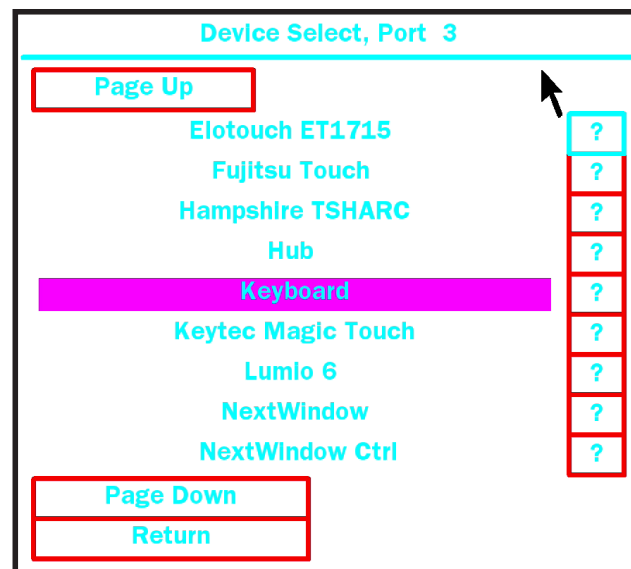 Device Select, Port 3
Page Up
Elotouch ET1715 ?
Fujitsu Touch ?
Hampshire TSHARC ?
Hub ?
Keyboard ?
Keytec Magic Touch ?
Lumio 6 ?
NextWindow ?
NextWindow Ctrl ?
Page Down
Return